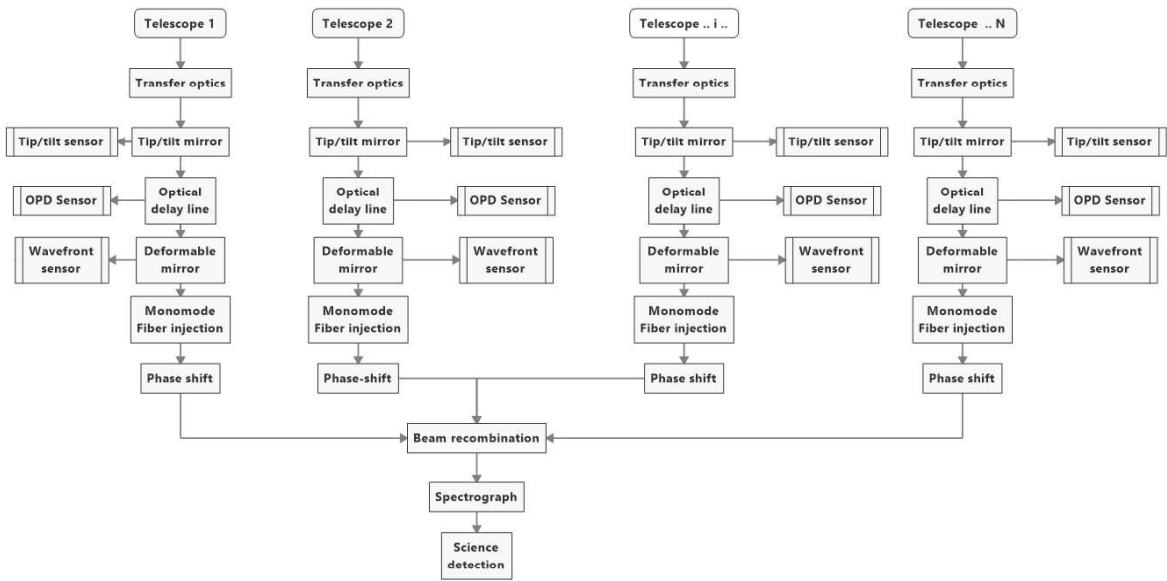 Telescope 1
Telescope 2
Telescope .. i ..
Telescope .. N
Transfer optics
Transfer optics
Transfer optics
Transfer optics
Tip/tilt sensor
Tip/tilt mirror
Tip/tilt mirror
Tip/tilt sensor
Tip/tilt mirror
Tip/tilt sensor
Tip/tilt mirror
Tip/tilt sensor
OPD Sensor
Optical
delay line
Optical
delay line
OPD Sensor
Optical
delay line
OPD Sensor
Optical
delay line
OPD Sensor
Wavefront
sensor
Deformable
mirror
Deformable
mirror
Wavefront
sensor
Deformable
mirror
Wavefront
sensor
Deformable
mirror
Wavefront
sensor
Monomode
Fiber injection
Monomode
Fiber injection
Monomode
Fiber injection
Monomode
Fiber injection
Phase shift
Phase-shift
Phase shift
Phase shift
Beam recombination
Spectrograph
Science
detection